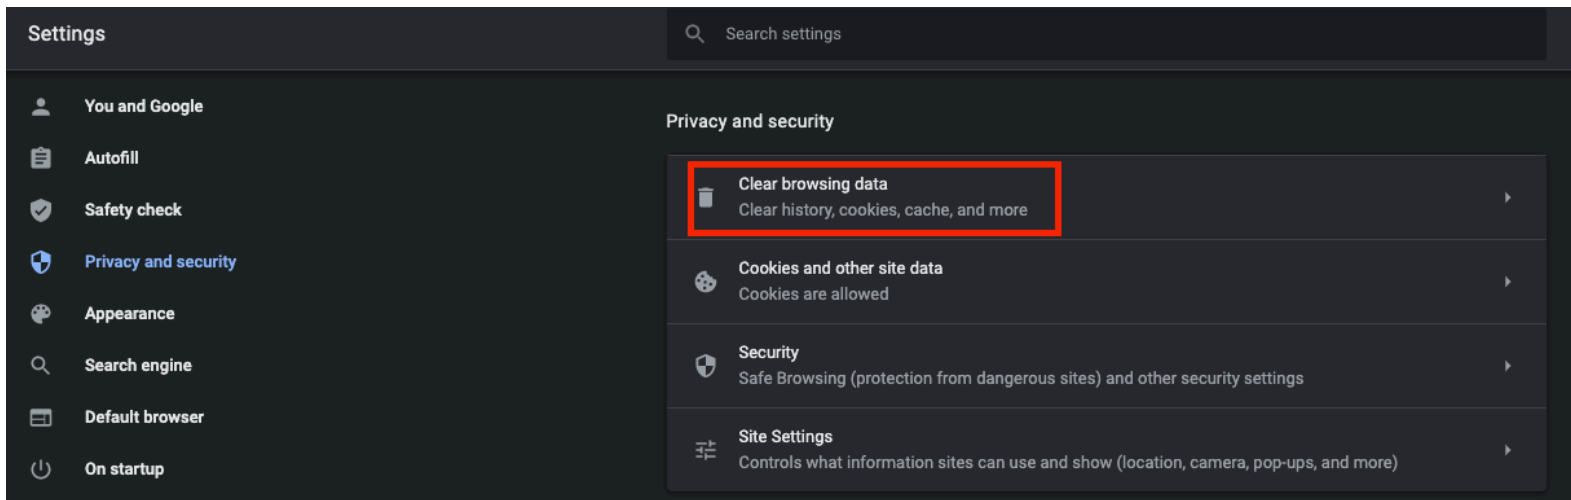 Settings
Search settings
You and Google
Autofill
Safety check
Privacy and security
Appearance
Search engine
Default browser
On startup
Privacy and security
Clear browsing data
Clear history, cookies, cache, and more
Cookies and other site data
Cookies are allowed
Security
Safe Browsing (protection from dangerous sites) and other security settings
Site Settings
Controls what information sites can use and show (location, camera, pop-ups, and more)